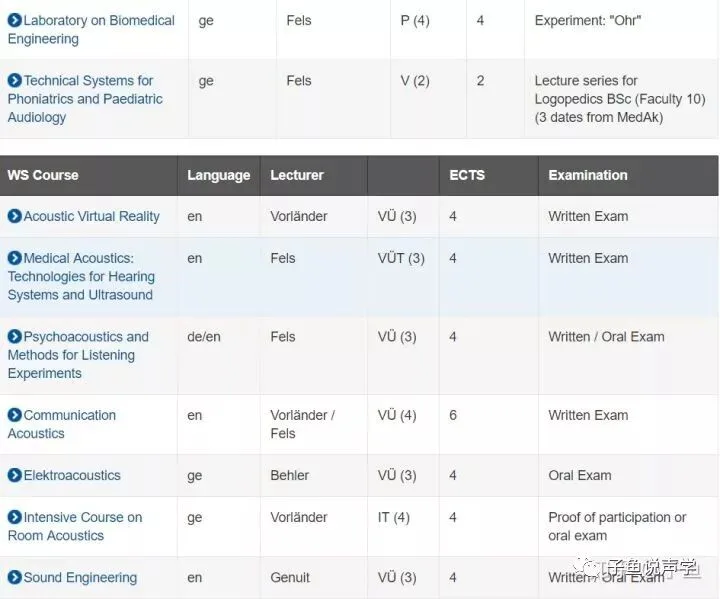 Laboratory on Biomedical Engineering ge Fels P (4) 4 Experiment: "Ohr"
Technical Systems for Phoniatrics and Paediatric Audiology ge Fels V (2) 2 Lecture series for Logopedics BSc (Faculty 10) (3 dates from MedAk)
WS Course Language Lecturer ECTS Examination
Acoustic Virtual Reality en Vorländer VÜ (3) 4 Written Exam
Medical Acoustics: Technologies for Hearing Systems and Ultrasound en Fels VÜT (3) 4 Written Exam
Psychoacoustics and Methods for Listening Experiments de/en Fels VÜ (3) 4 Written / Oral Exam
Communication Acoustics en Vorländer / Fels VÜ (4) 6 Written Exam
Elektroacoustics ge Behler VÜ (3) 4 Oral Exam
Intensive Course on Room Acoustics ge Vorländer IT (4) 4 Proof of participation or oral exam
Sound Engineering en Genuit VÜ (3) 4 Written / Oral Exam
子鱼说声学